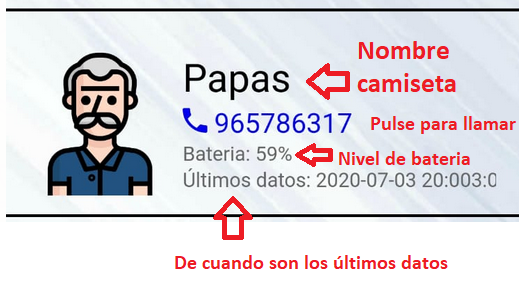 Papas
Nombre
camiseta
965786317
Pulse para llamar
Bateria: 59%
Nivel de bateria
Últimos datos: 2020-07-03 20:003:0
De cuando son los últimos datos